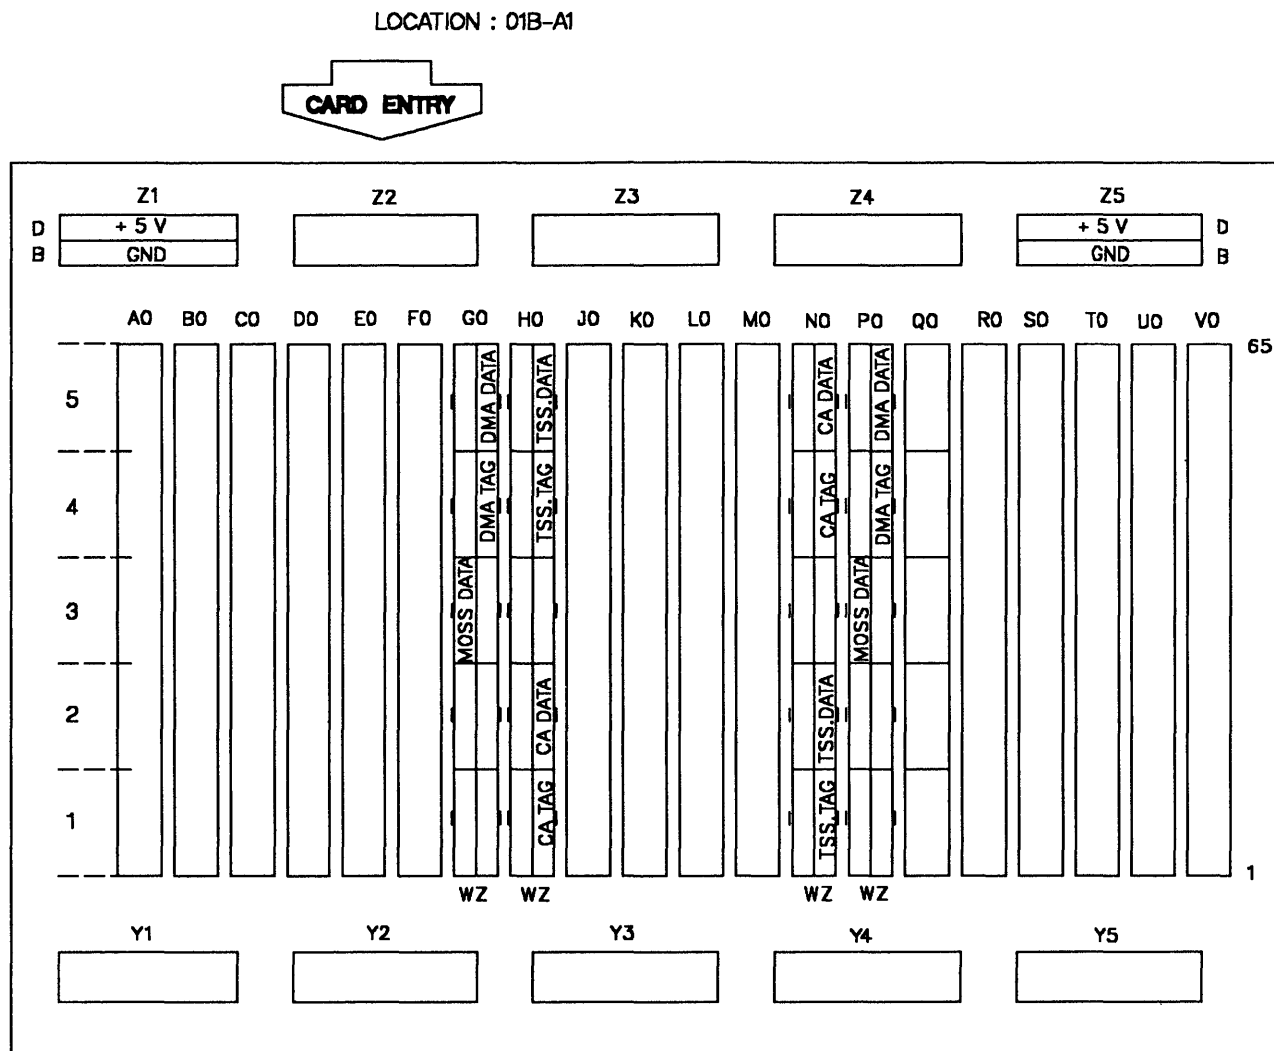 LOCATION : 01B-A1
CARD ENTRY
Z1 Z2 Z3 Z4 Z5
D + 5 V + 5 V D
B GND GND B
A0 B0 C0 D0 E0 F0 G0 H0 J0 K0 L0 M0 N0 P0 Q0 R0 S0 T0 U0 V0
65
5 DMA DATA TSS.DATA CA DATA DMA DATA
4 DMA TAG TSS.TAG CA TAG DMA TAG
3 MOSS DATA MOSS DATA
2 CA DATA TSS.DATA
1 CA TAG TSS.TAG
1
WZ WZ WZ WZ
Y1 Y2 Y3 Y4 Y5